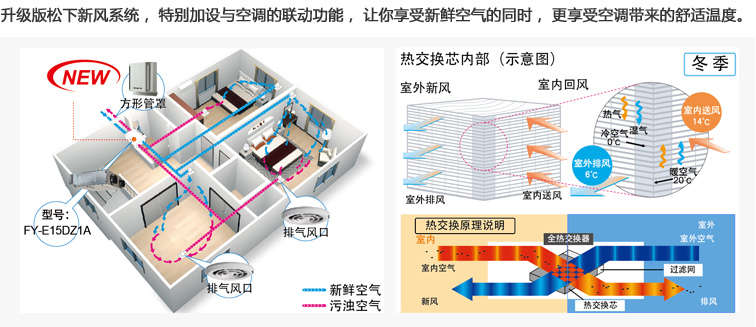 升级版松下新风系统，特别加设与空调的联动功能，让你享受新鲜空气的同时，更享受空调带来的舒适温度。
NEW
方形管罩
型号：
FY-E15DZ1A
排气风口
排气风口
新鲜空气
污浊空气
热交换芯内部（示意图）
冬季
室外新风
室内回风
室外排风
室内送风
热气
湿气
冷空气
0℃
暖空气
20℃
室内送风
14℃
室外排风
6℃
热交换原理说明
室内
室内空气
新风
全热交换器
热交换芯
室外
室外空气
过滤网
排风